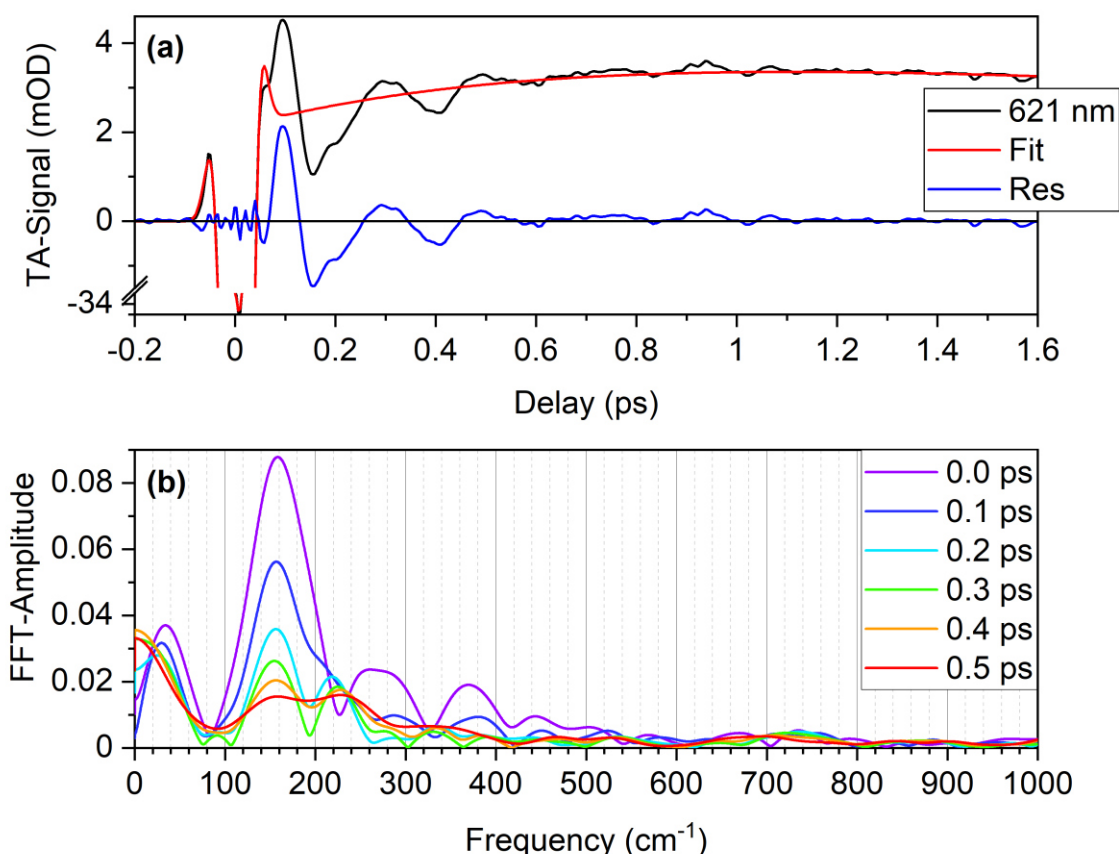 (a)
TA-Signal (mOD)
4
2
0
-34
621 nm
Fit
Res
-0.2 0 0.2 0.4 0.6 0.8 1 1.2 1.4 1.6
Delay (ps)
(b)
FFT-Amplitude
0.08
0.06
0.04
0.02
0
0.0 ps
0.1 ps
0.2 ps
0.3 ps
0.4 ps
0.5 ps
0 100 200 300 400 500 600 700 800 900 1000
Frequency (cm⁻¹)